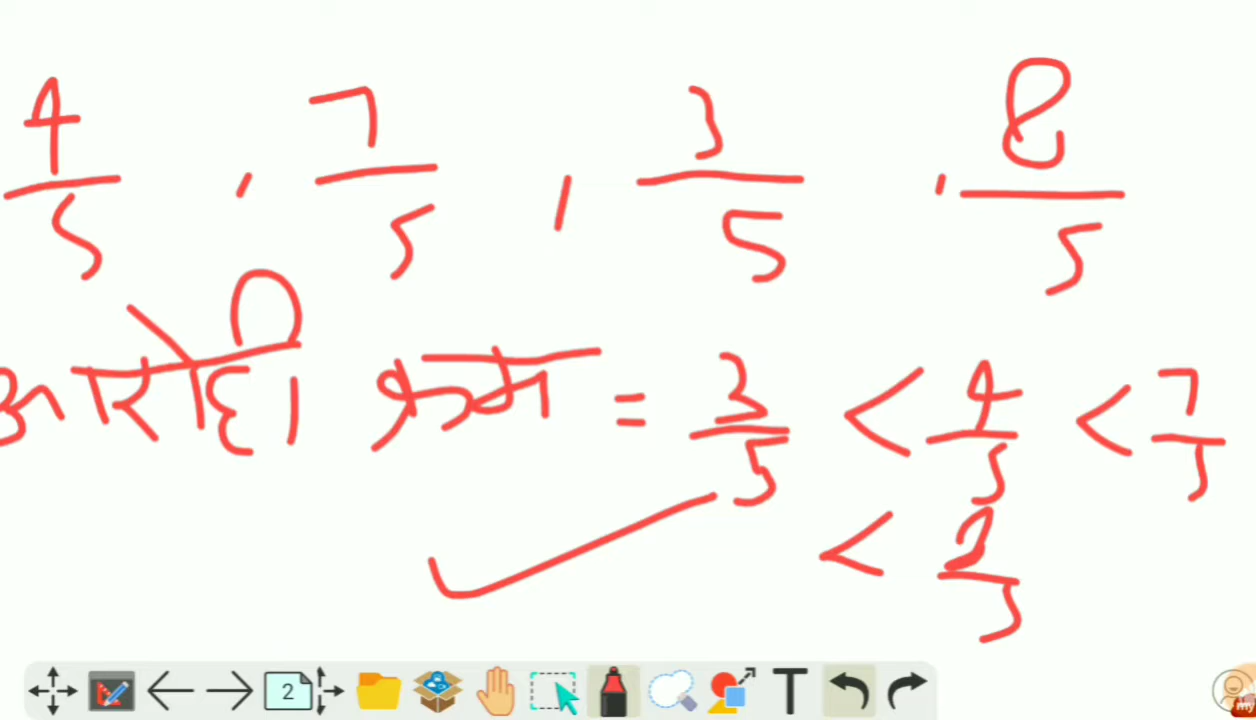 4/5 , 7/5 , 3/5 , 8/5
आरोही क्रम = 3/5 < 4/5 < 7/5
< 8/5
2
my